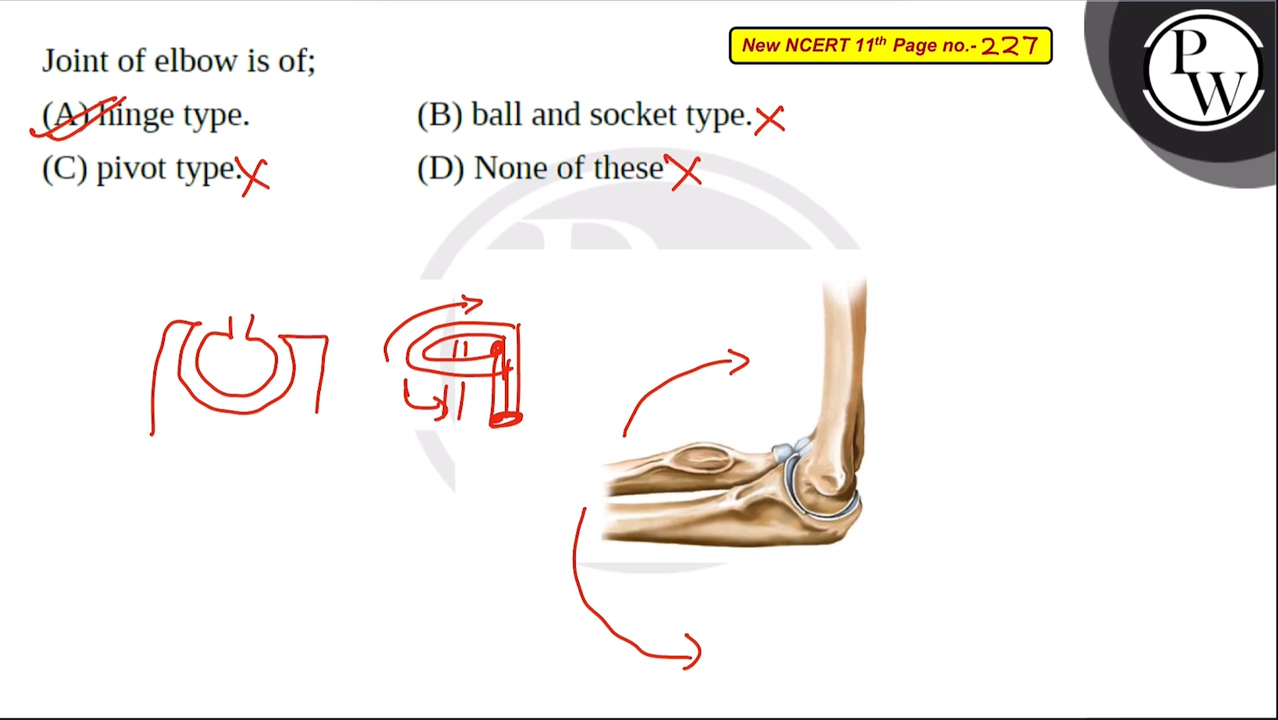 New NCERT 11th Page no.- 227
P
W
Joint of elbow is of;
(A) hinge type.
(B) ball and socket type.
(C) pivot type.
(D) None of these